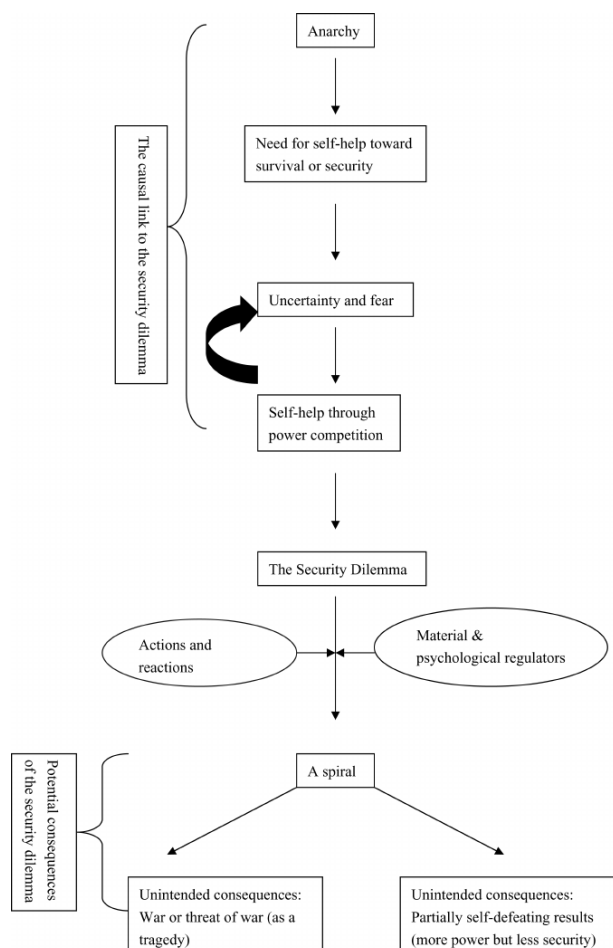 Anarchy
Need for self-help toward
survival or security
The causal link to the security dilemma
Uncertainty and fear
Self-help through
power competition
The Security Dilemma
Actions and
reactions
Material &
psychological regulators
Potential consequences
of the security dilemma
A spiral
Unintended consequences:
War or threat of war (as a
tragedy)
Unintended consequences:
Partially self-defeating results
(more power but less security)